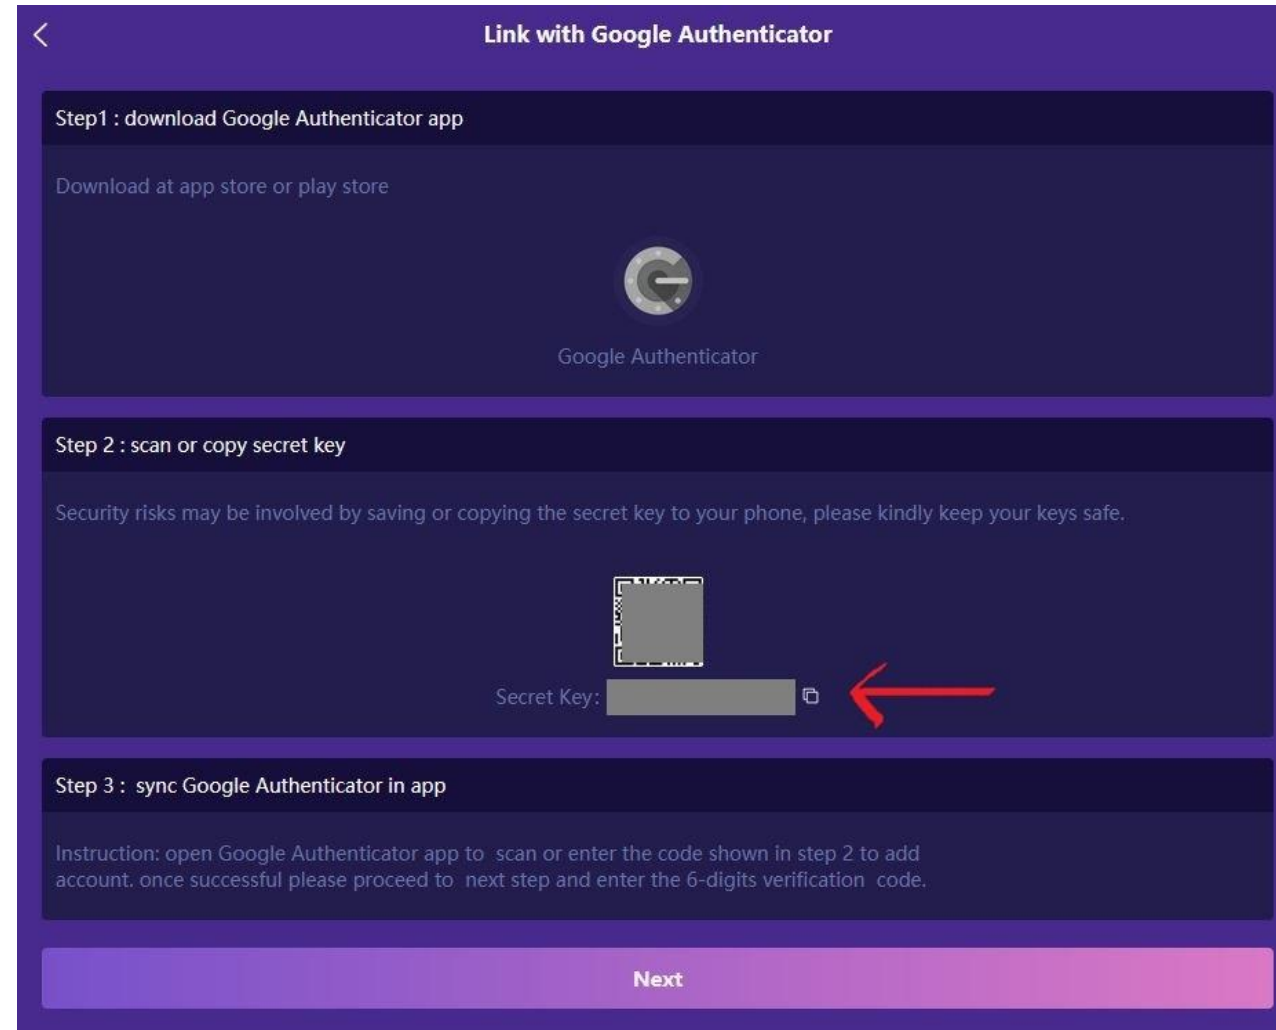 Link with Google Authenticator
Step1 : download Google Authenticator app
Download at app store or play store
Google Authenticator
Step 2 : scan or copy secret key
Security risks may be involved by saving or copying the secret key to your phone, please kindly keep your keys safe.
Secret Key:
Step 3 :  sync Google Authenticator in app
Instruction: open Google Authenticator app to  scan or enter the code shown in step 2 to add
account. once successful please proceed to  next step and enter the 6-digits verification  code.
Next